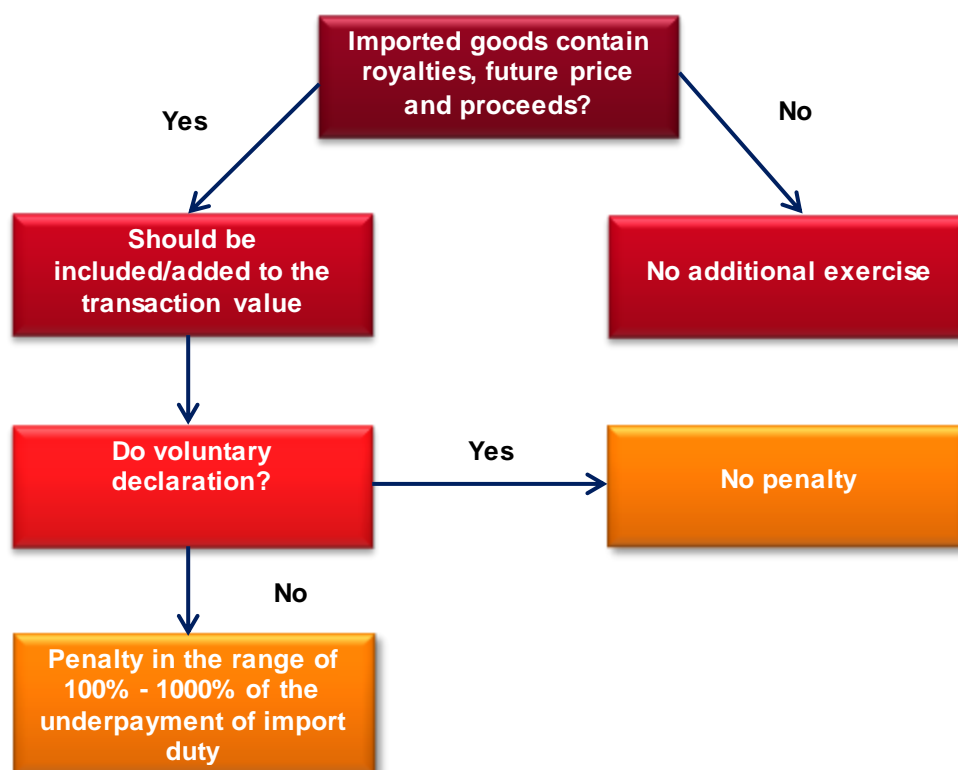 Imported goods contain
royalties, future price
and proceeds?
Yes
No
Should be
included/added to the
transaction value
No additional exercise
Do voluntary
declaration?
Yes
No penalty
No
Penalty in the range of
100% - 1000% of the
underpayment of import
duty